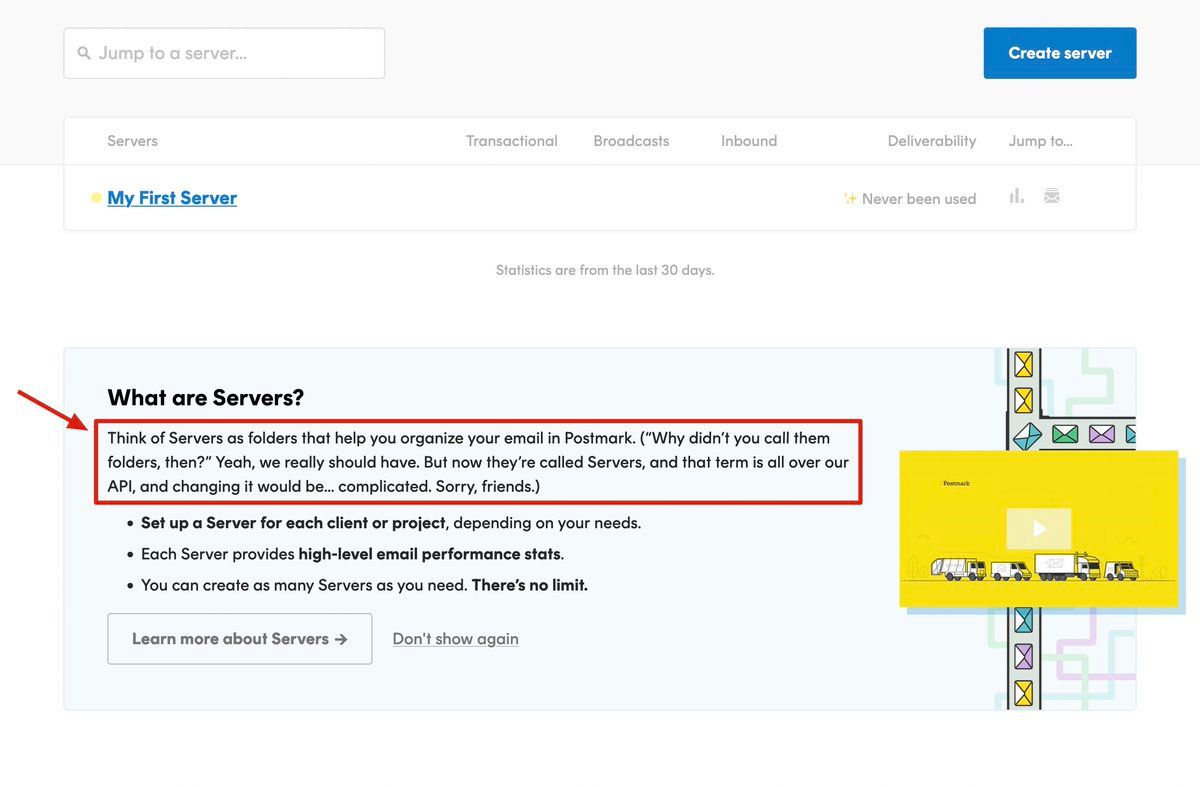 Jump to a server...
Create server
Servers Transactional Broadcasts Inbound Deliverability Jump to...
My First Server ✨ Never been used
Statistics are from the last 30 days.
What are Servers?
Think of Servers as folders that help you organize your email in Postmark. (“Why didn’t you call them
folders, then?” Yeah, we really should have. But now they’re called Servers, and that term is all over our
API, and changing it would be... complicated. Sorry, friends.)
• Set up a Server for each client or project, depending on your needs.
• Each Server provides high-level email performance stats.
• You can create as many Servers as you need. There’s no limit.
Learn more about Servers → Don't show again
Postmark